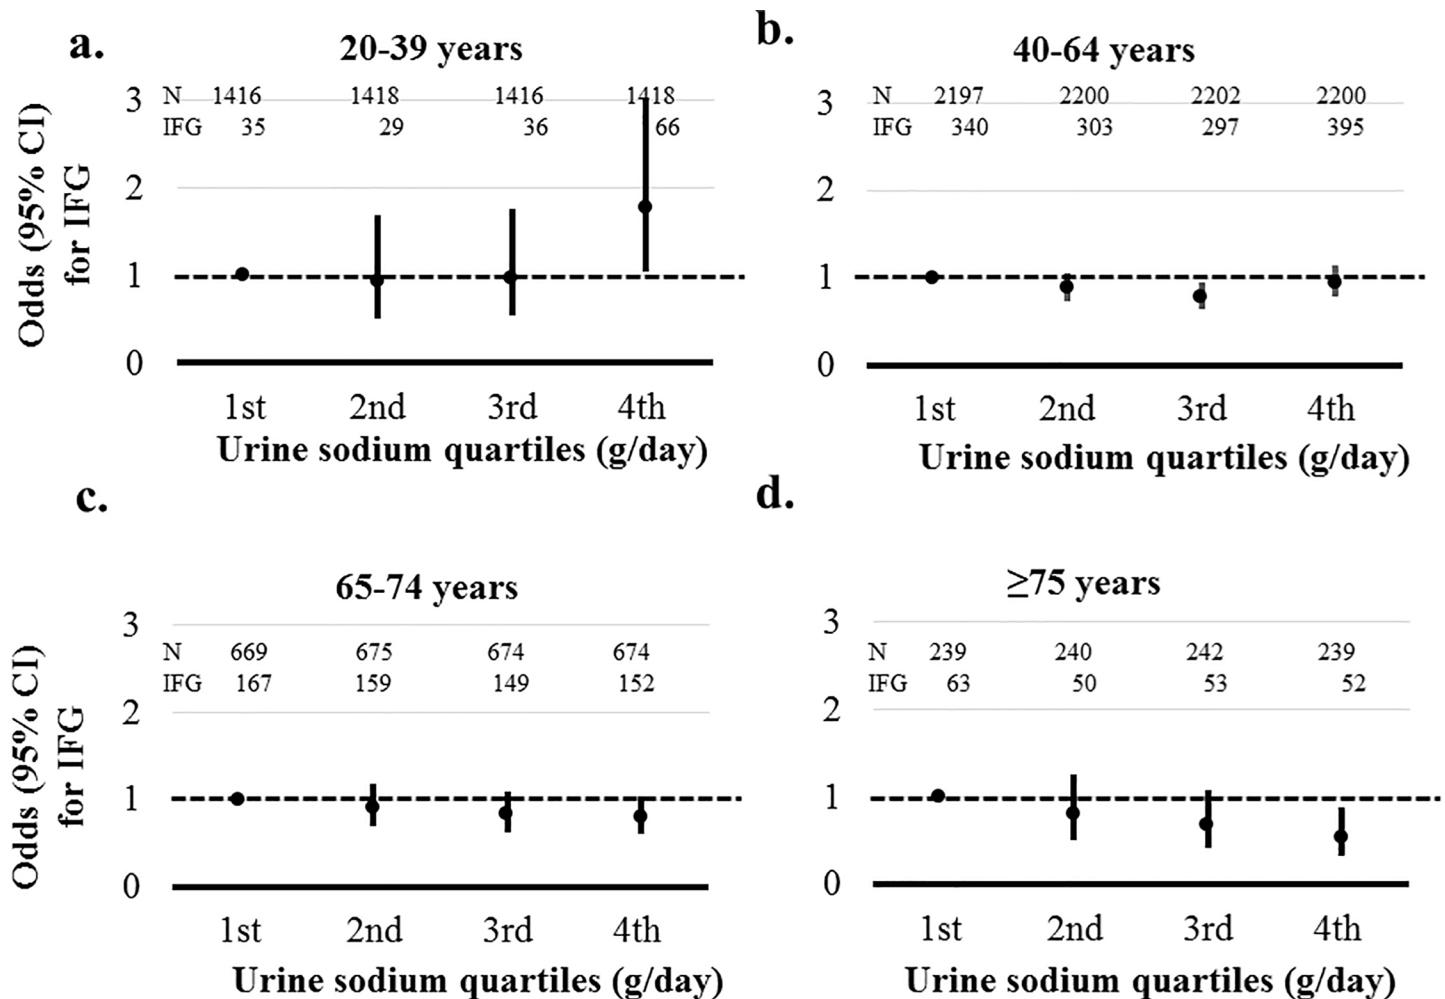 a.
20-39 years
Odds (95% CI)
for IFG
3
N 1416 1418 1416 1418
IFG 35 29 36 66
2
1
0
1st 2nd 3rd 4th
Urine sodium quartiles (g/day)
b.
40-64 years
3
N 2197 2200 2202 2200
IFG 340 303 297 395
2
1
0
1st 2nd 3rd 4th
Urine sodium quartiles (g/day)
c.
65-74 years
Odds (95% CI)
for IFG
3
N 669 675 674 674
IFG 167 159 149 152
2
1
0
1st 2nd 3rd 4th
Urine sodium quartiles (g/day)
d.
≥75 years
3
N 239 240 242 239
IFG 63 50 53 52
2
1
0
1st 2nd 3rd 4th
Urine sodium quartiles (g/day)